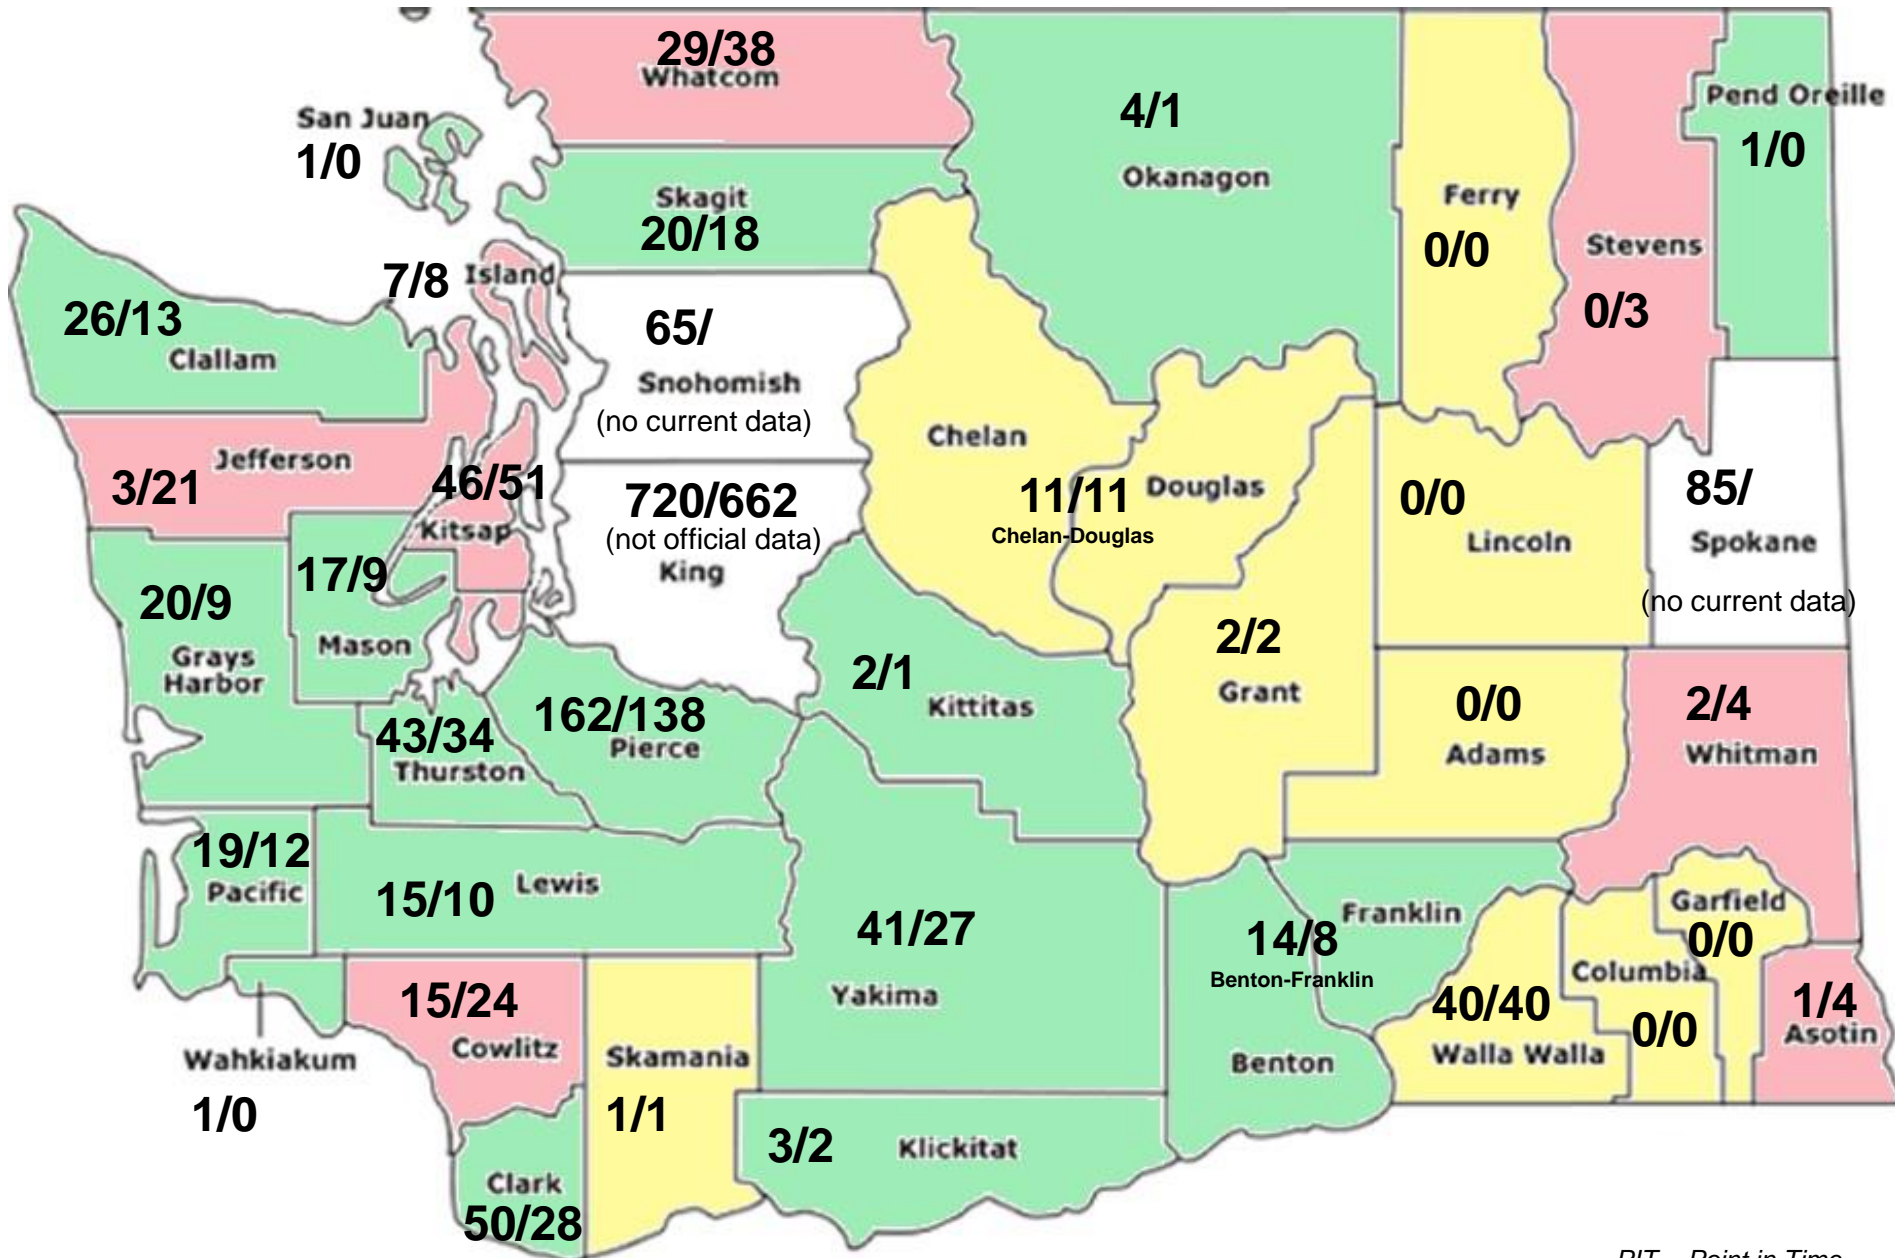 29/38
Whatcom
San Juan
1/0
4/1
Okanagon
Pend Oreille
1/0
Skagit
20/18
Ferry
0/0
Stevens
0/3
7/8
Island
26/13
Clallam
65/
Snohomish
(no current data)
Chelan
Jefferson
3/21
46/51
Kitsap
720/662
(not official data)
King
11/11
Chelan-Douglas
Douglas
0/0
Lincoln
85/
Spokane
(no current data)
17/9
Mason
20/9
Grays
Harbor
2/1
Kittitas
2/2
Grant
0/0
Adams
2/4
Whitman
43/34
Thurston
162/138
Pierce
19/12
Pacific
15/10
Lewis
41/27
Yakima
14/8
Benton-Franklin
Franklin
Benton
Garfield
0/0
Columbia
0/0
40/40
Walla Walla
1/4
Asotin
15/24
Cowlitz
Skamania
1/1
Wahkiakum
1/0
3/2
Klickitat
Clark
50/28
PIT – Point in Time